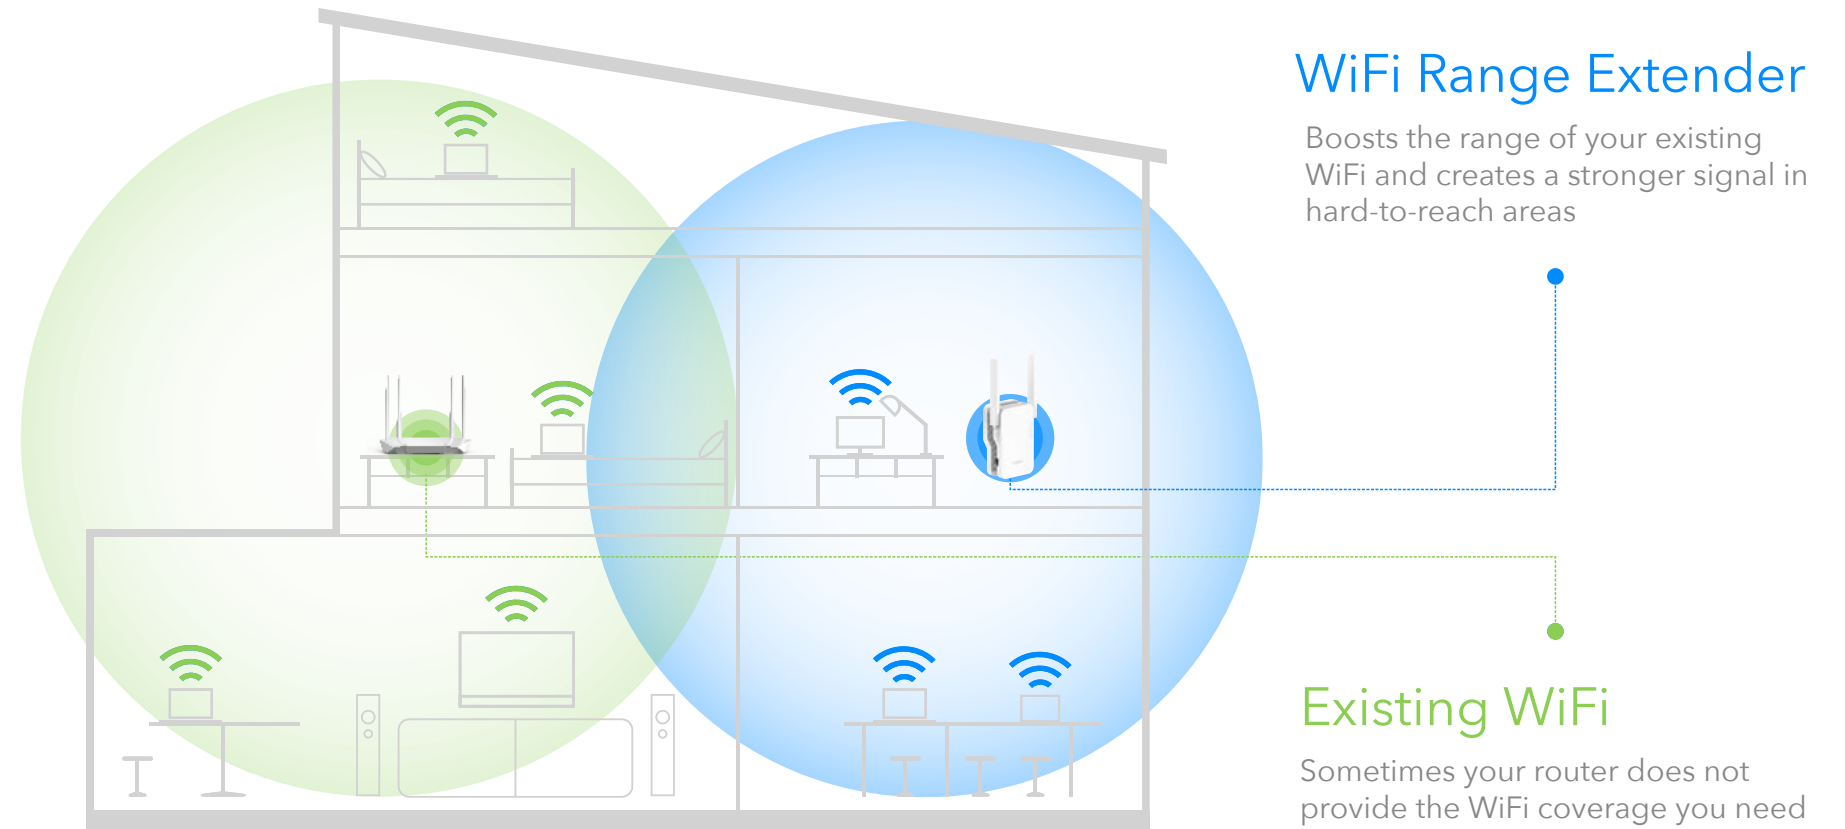 WiFi Range Extender
Boosts the range of your existing
WiFi and creates a stronger signal in
hard-to-reach areas
Existing WiFi
Sometimes your router does not
provide the WiFi coverage you need